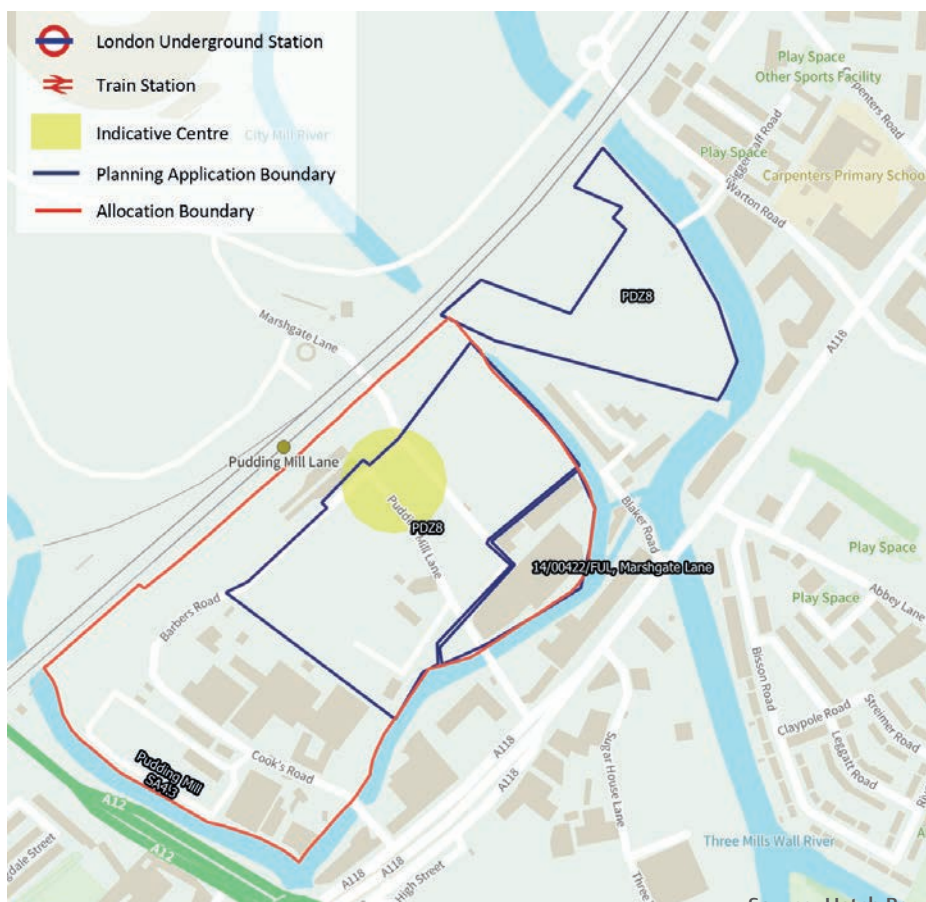 London Underground Station
Train Station
Indicative Centre
City Mill River
Planning Application Boundary
Allocation Boundary
Play Space
Other Sports Facility
Carpenters Road
Play Space
Carpenters Primary School
Warton Road
PDZ8
A118
Marshgate Lane
Pudding Mill Lane
Pudding Mill Lane
PDZ8
Blaker Road
14/00422/FUL, Marshgate Lane
Play Space
Play Space
Abbey Lane
Barbers Road
Bisson Road
Claypole Road
Streimer Road
Leggatt Road
Sugar House Lane
A118
A118
Cook's Road
Pudding Mill
SA4.3
A12
A12
Three Mills Wall River
A118
A118
High Street
Three